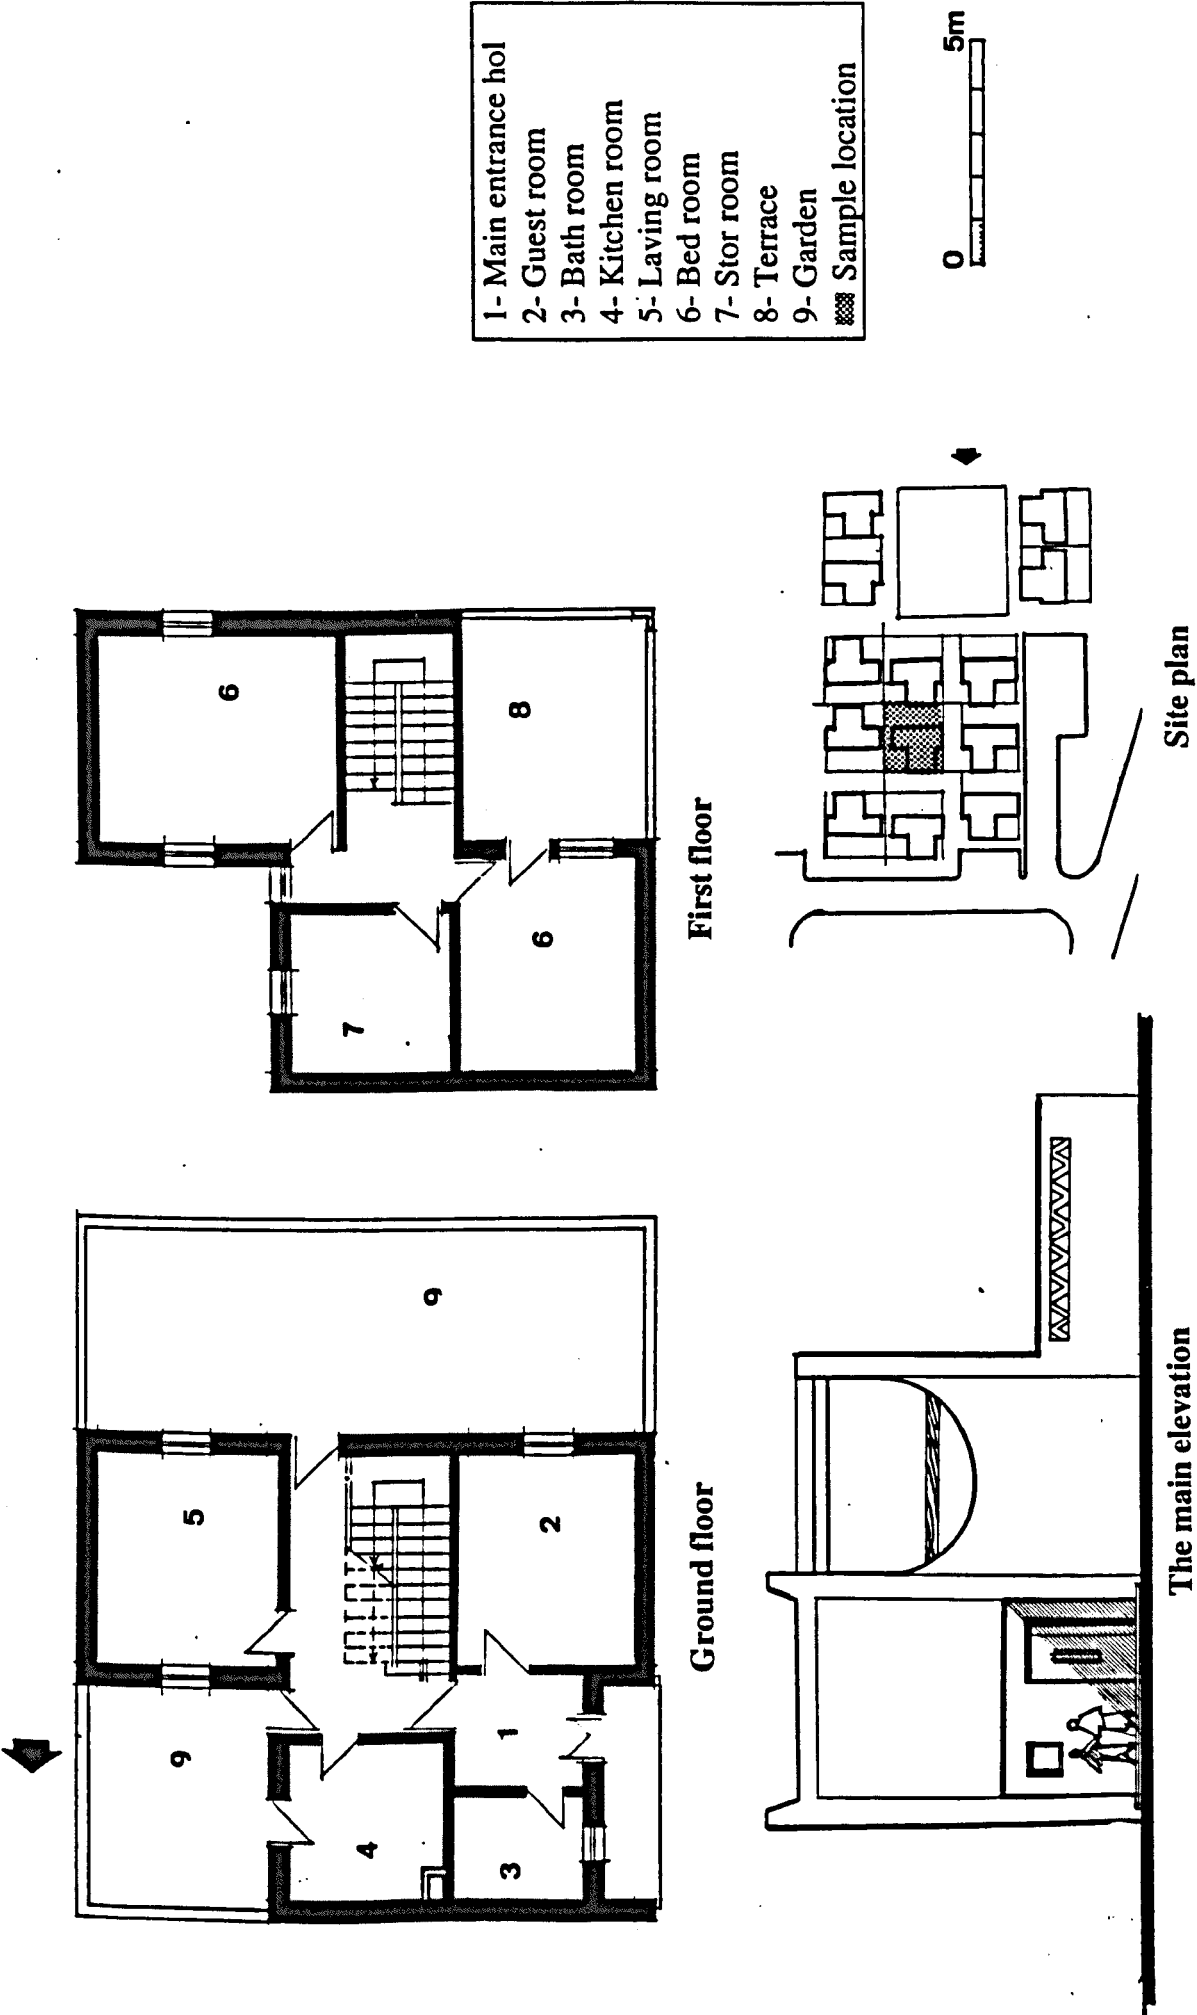 9
5
9
4
3
1
2
Ground floor
6
7
6
8
First floor
1- Main entrance hol
2- Guest room
3- Bath room
4- Kitchen room
5- Laving room
6- Bed room
7- Stor room
8- Terrace
9- Garden
Sample location
The main elevation
Site plan
0 5m